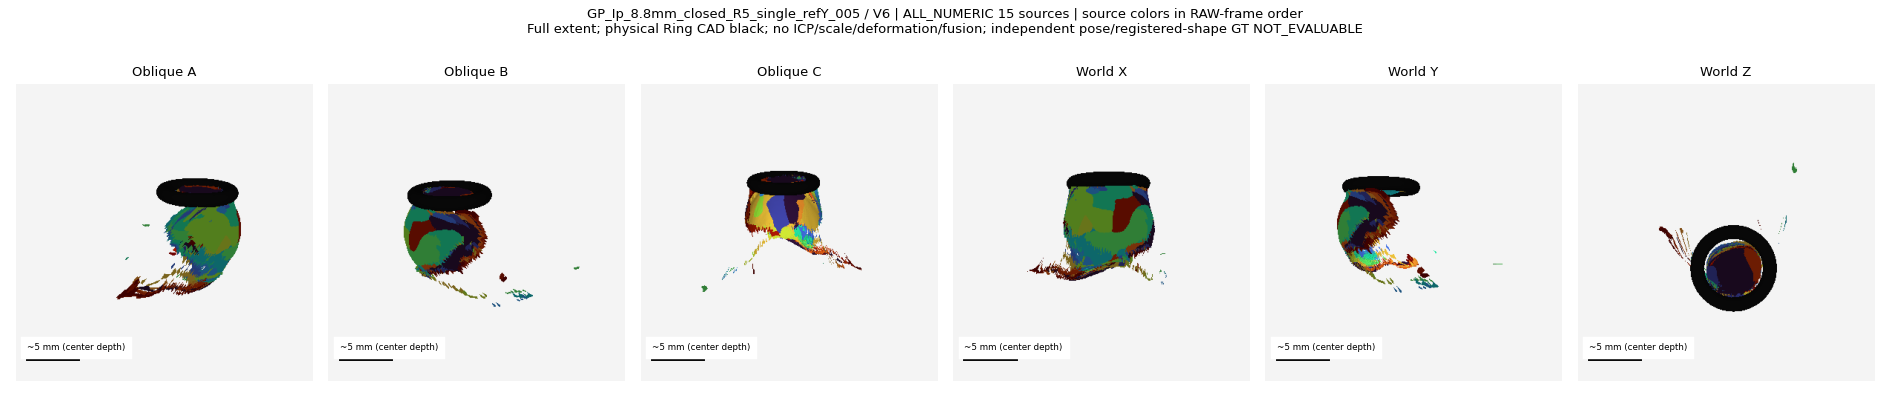 GP_Ip_8.8mm_closed_R5_single_refY_005 / V6 | ALL_NUMERIC 15 sources | source colors in RAW-frame order
Full extent; physical Ring CAD black; no ICP/scale/deformation/fusion; independent pose/registered-shape GT NOT_EVALUABLE
Oblique A
Oblique B
Oblique C
World X
World Y
World Z
~5 mm (center depth)
~5 mm (center depth)
~5 mm (center depth)
~5 mm (center depth)
~5 mm (center depth)
~5 mm (center depth)